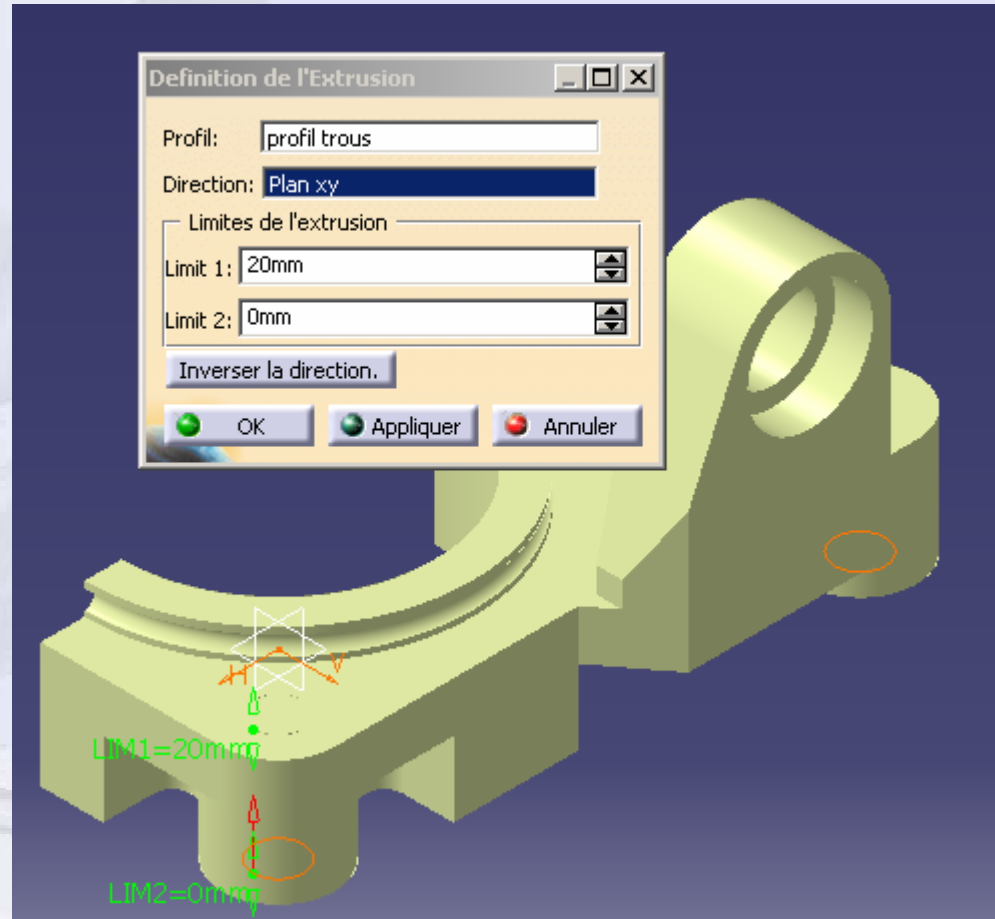 Definition de l'Extrusion
Profil: profil trous
Direction: Plan xy
Limites de l'extrusion
Limit 1: 20mm
Limit 2: 0mm
Inverser la direction.
OK Appliquer Annuler
H V
LIM1=20mm
LIM2=0mm